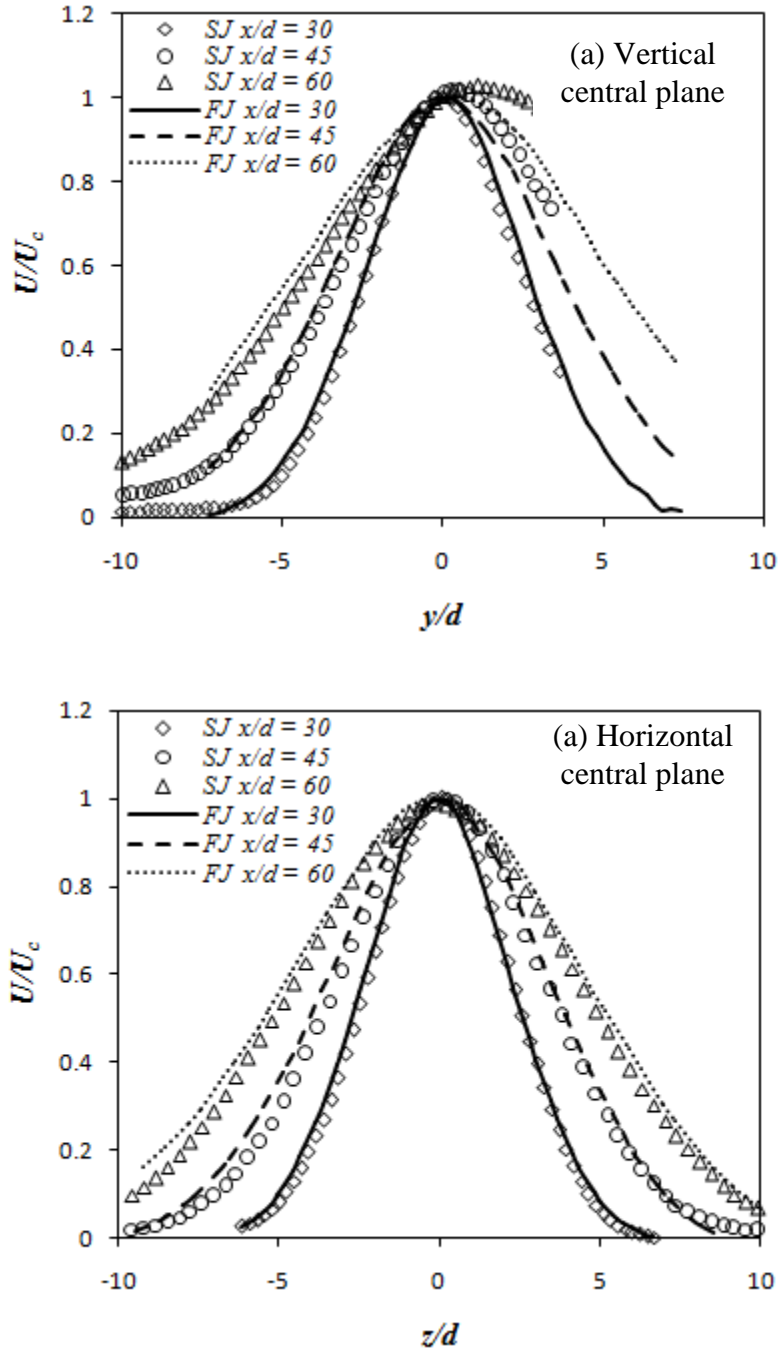 1.2
1
0.8
0.6
0.4
0.2
0
U/Uc
SJ x/d = 30
SJ x/d = 45
SJ x/d = 60
FJ x/d = 30
FJ x/d = 45
FJ x/d = 60
(a) Vertical
central plane
-10 -5 0 5 10
y/d
1.2
1
0.8
0.6
0.4
0.2
0
U/Uc
SJ x/d = 30
SJ x/d = 45
SJ x/d = 60
FJ x/d = 30
FJ x/d = 45
FJ x/d = 60
(a) Horizontal
central plane
-10 -5 0 5 10
z/d